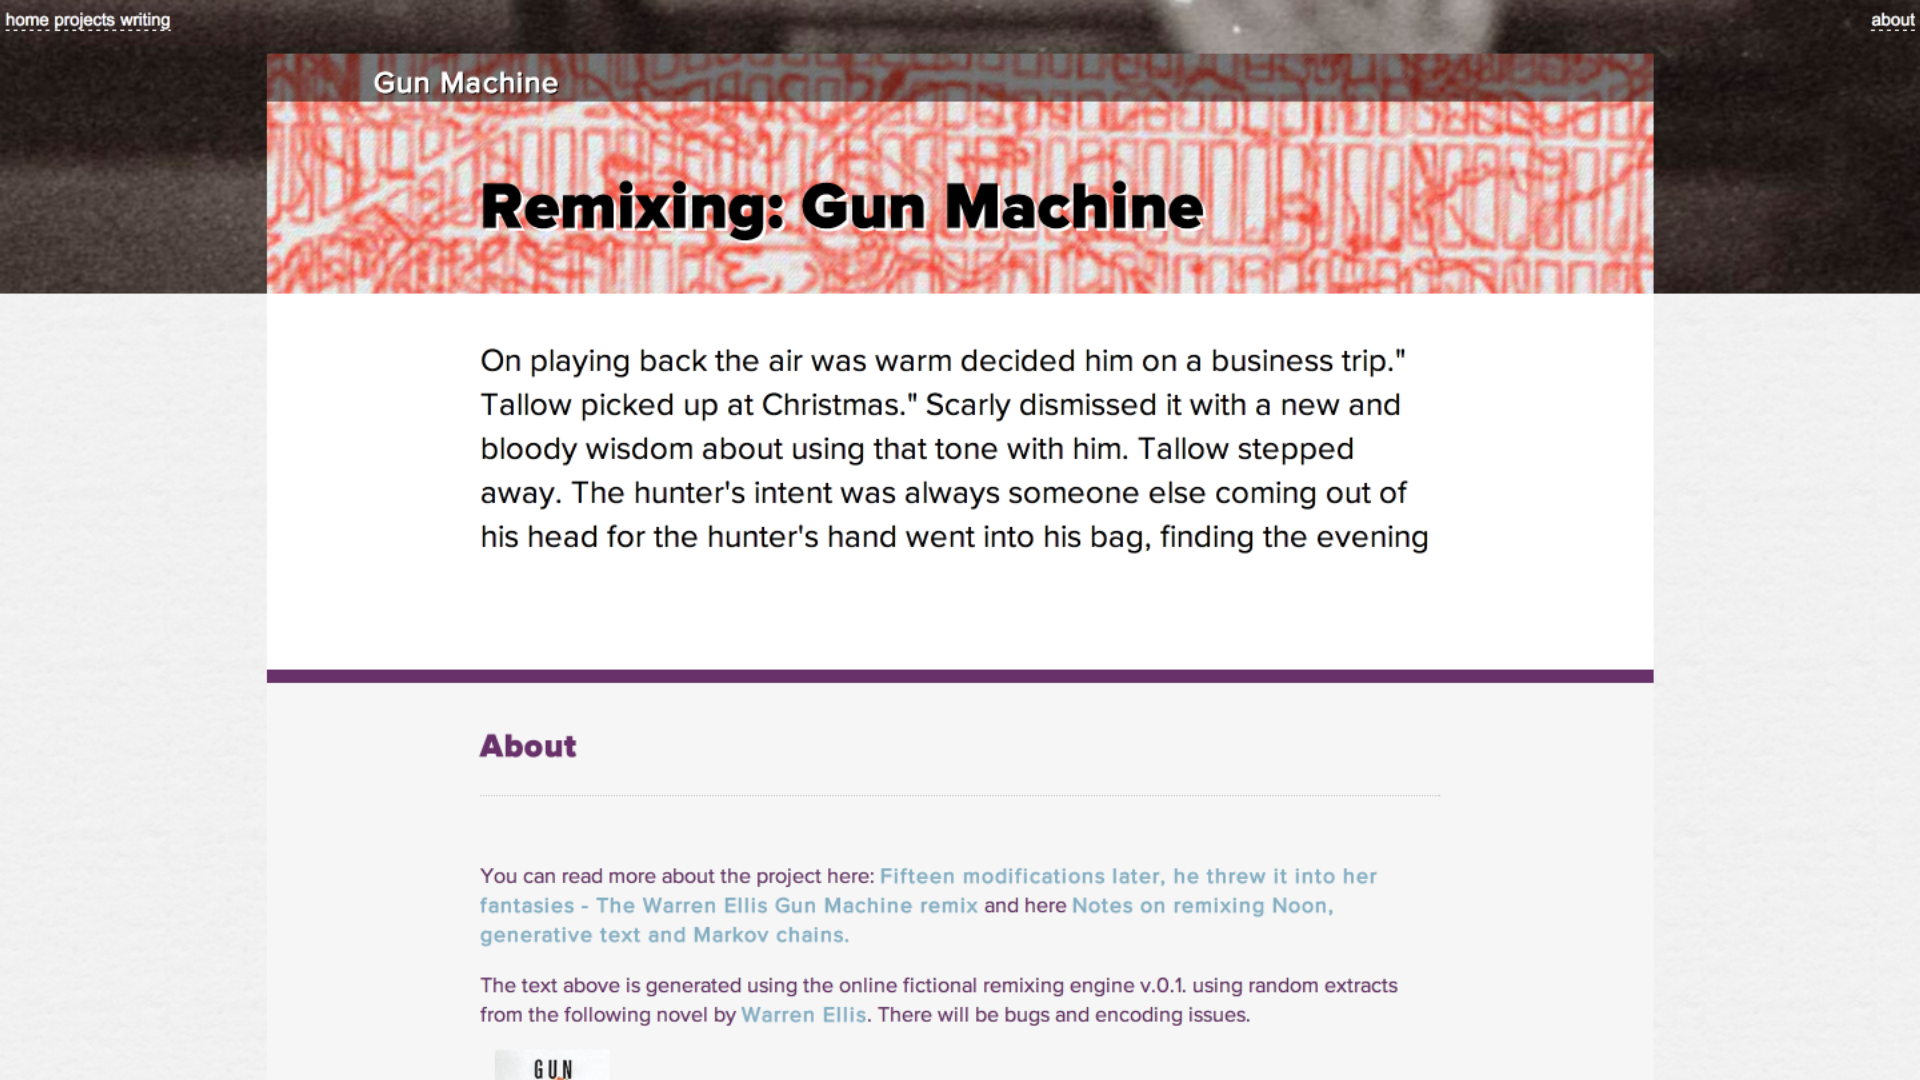 home projects writing
about
Gun Machine
Remixing: Gun Machine
On playing back the air was warm decided him on a business trip."
Tallow picked up at Christmas." Scarly dismissed it with a new and
bloody wisdom about using that tone with him. Tallow stepped
away. The hunter's intent was always someone else coming out of
his head for the hunter's hand went into his bag, finding the evening
About
You can read more about the project here: Fifteen modifications later, he threw it into her
fantasies - The Warren Ellis Gun Machine remix and here Notes on remixing Noon,
generative text and Markov chains.
The text above is generated using the online fictional remixing engine v.0.1. using random extracts
from the following novel by Warren Ellis. There will be bugs and encoding issues.
GUN